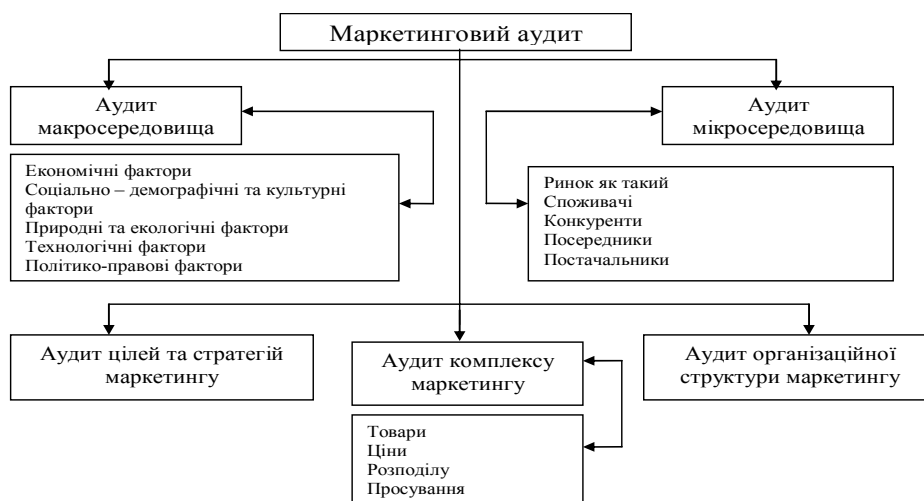 Маркетинговий аудит
Аудит
макросередовища
Аудит
мікросередовища
Економічні фактори
Соціально – демографічні та культурні
фактори
Природні та екологічні фактори
Технологічні фактори
Політико-правові фактори
Ринок як такий
Споживачі
Конкуренти
Посередники
Постачальники
Аудит цілей та стратегій
маркетингу
Аудит комплексу
маркетингу
Аудит організаційної
структури маркетингу
Товари
Ціни
Розподілу
Просування